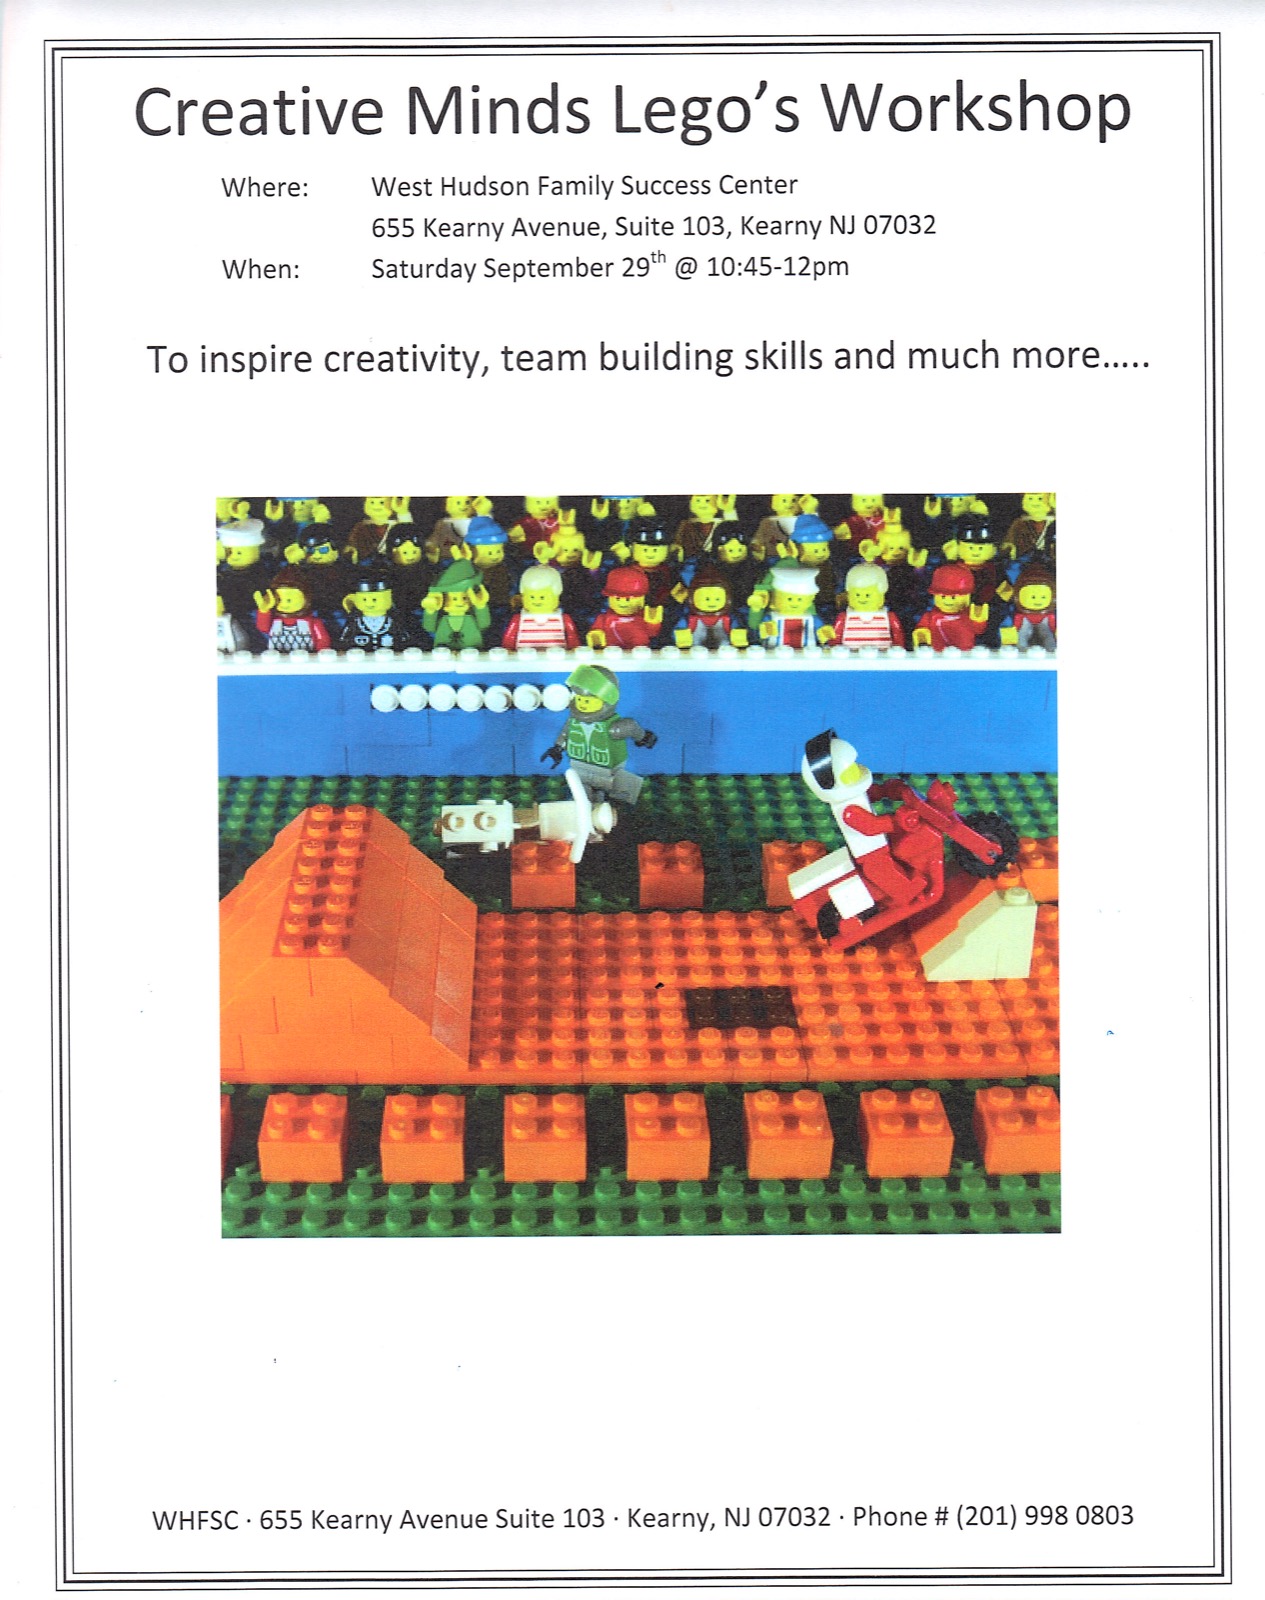 Creative Minds Lego's Workshop
Where: West Hudson Family Success Center
655 Kearny Avenue, Suite 103, Kearny NJ 07032
When: Saturday September 29th @ 10:45-12pm
To inspire creativity, team building skills and much more.....
WHFSC · 655 Kearny Avenue Suite 103 · Kearny, NJ 07032 · Phone # (201) 998 0803